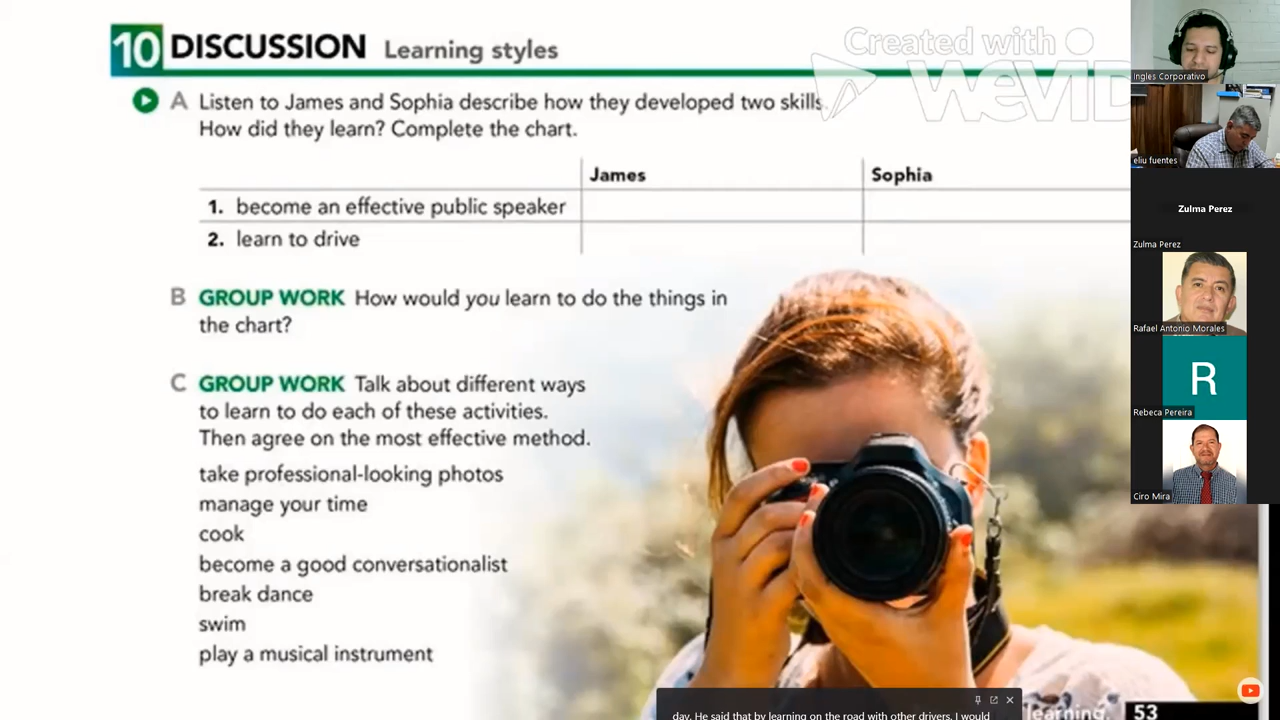 10 DISCUSSION Learning styles
Created with
WEVID
A Listen to James and Sophia describe how they developed two skills.
How did they learn? Complete the chart.
James Sophia
1. become an effective public speaker
2. learn to drive
B GROUP WORK How would you learn to do the things in
the chart?
C GROUP WORK Talk about different ways
to learn to do each of these activities.
Then agree on the most effective method.
take professional-looking photos
manage your time
cook
become a good conversationalist
break dance
swim
play a musical instrument
day. He said that by learning on the road with other drivers, I would
learning. 53
Ingles Corporativo
eliu fuentes
Zulma Perez
Zulma Perez
Rafael Antonio Morales
R
Rebeca Pereira
Ciro Mira